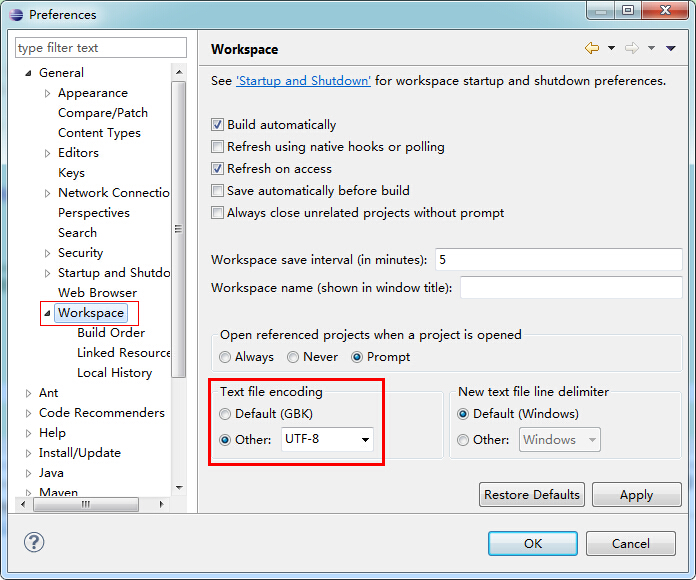 Preferences
type filter text
General
Appearance
Compare/Patch
Content Types
Editors
Keys
Network Connectio
Perspectives
Search
Security
Startup and Shutdo
Web Browser
Workspace
Build Order
Linked Resource
Local History
Ant
Code Recommenders
Help
Install/Update
Java
Maven
Workspace
See 'Startup and Shutdown' for workspace startup and shutdown preferences.
Build automatically
Refresh using native hooks or polling
Refresh on access
Save automatically before build
Always close unrelated projects without prompt
Workspace save interval (in minutes): 5
Workspace name (shown in window title):
Open referenced projects when a project is opened
Always Never Prompt
Text file encoding
Default (GBK)
Other: UTF-8
New text file line delimiter
Default (Windows)
Other: Windows
Restore Defaults Apply
? OK Cancel